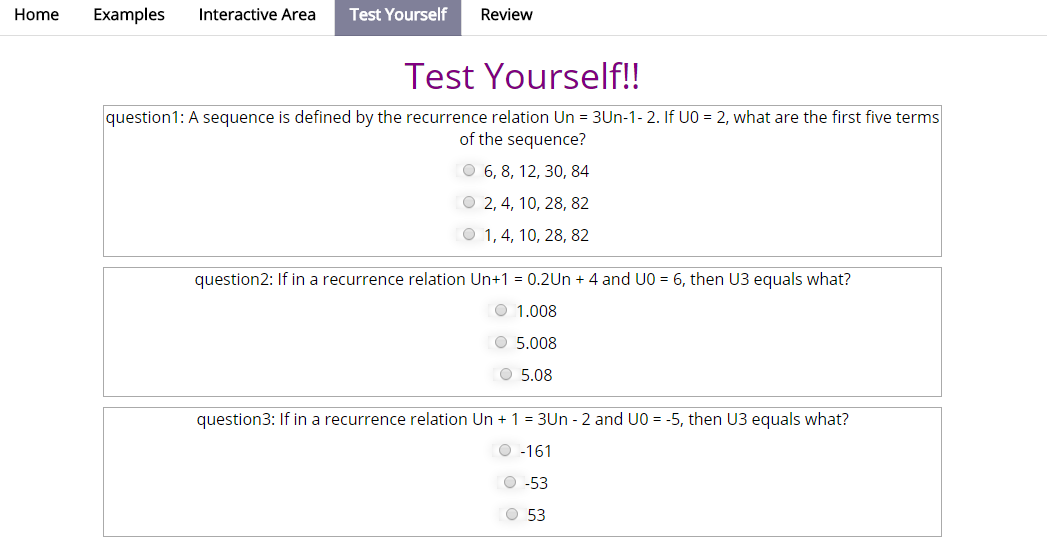 Home Examples Interactive Area Test Yourself Review
Test Yourself!!
question1: A sequence is defined by the recurrence relation Un = 3Un-1- 2. If U0 = 2, what are the first five terms
of the sequence?
6, 8, 12, 30, 84
2, 4, 10, 28, 82
1, 4, 10, 28, 82
question2: If in a recurrence relation Un+1 = 0.2Un + 4 and U0 = 6, then U3 equals what?
1.008
5.008
5.08
question3: If in a recurrence relation Un + 1 = 3Un - 2 and U0 = -5, then U3 equals what?
-161
-53
53